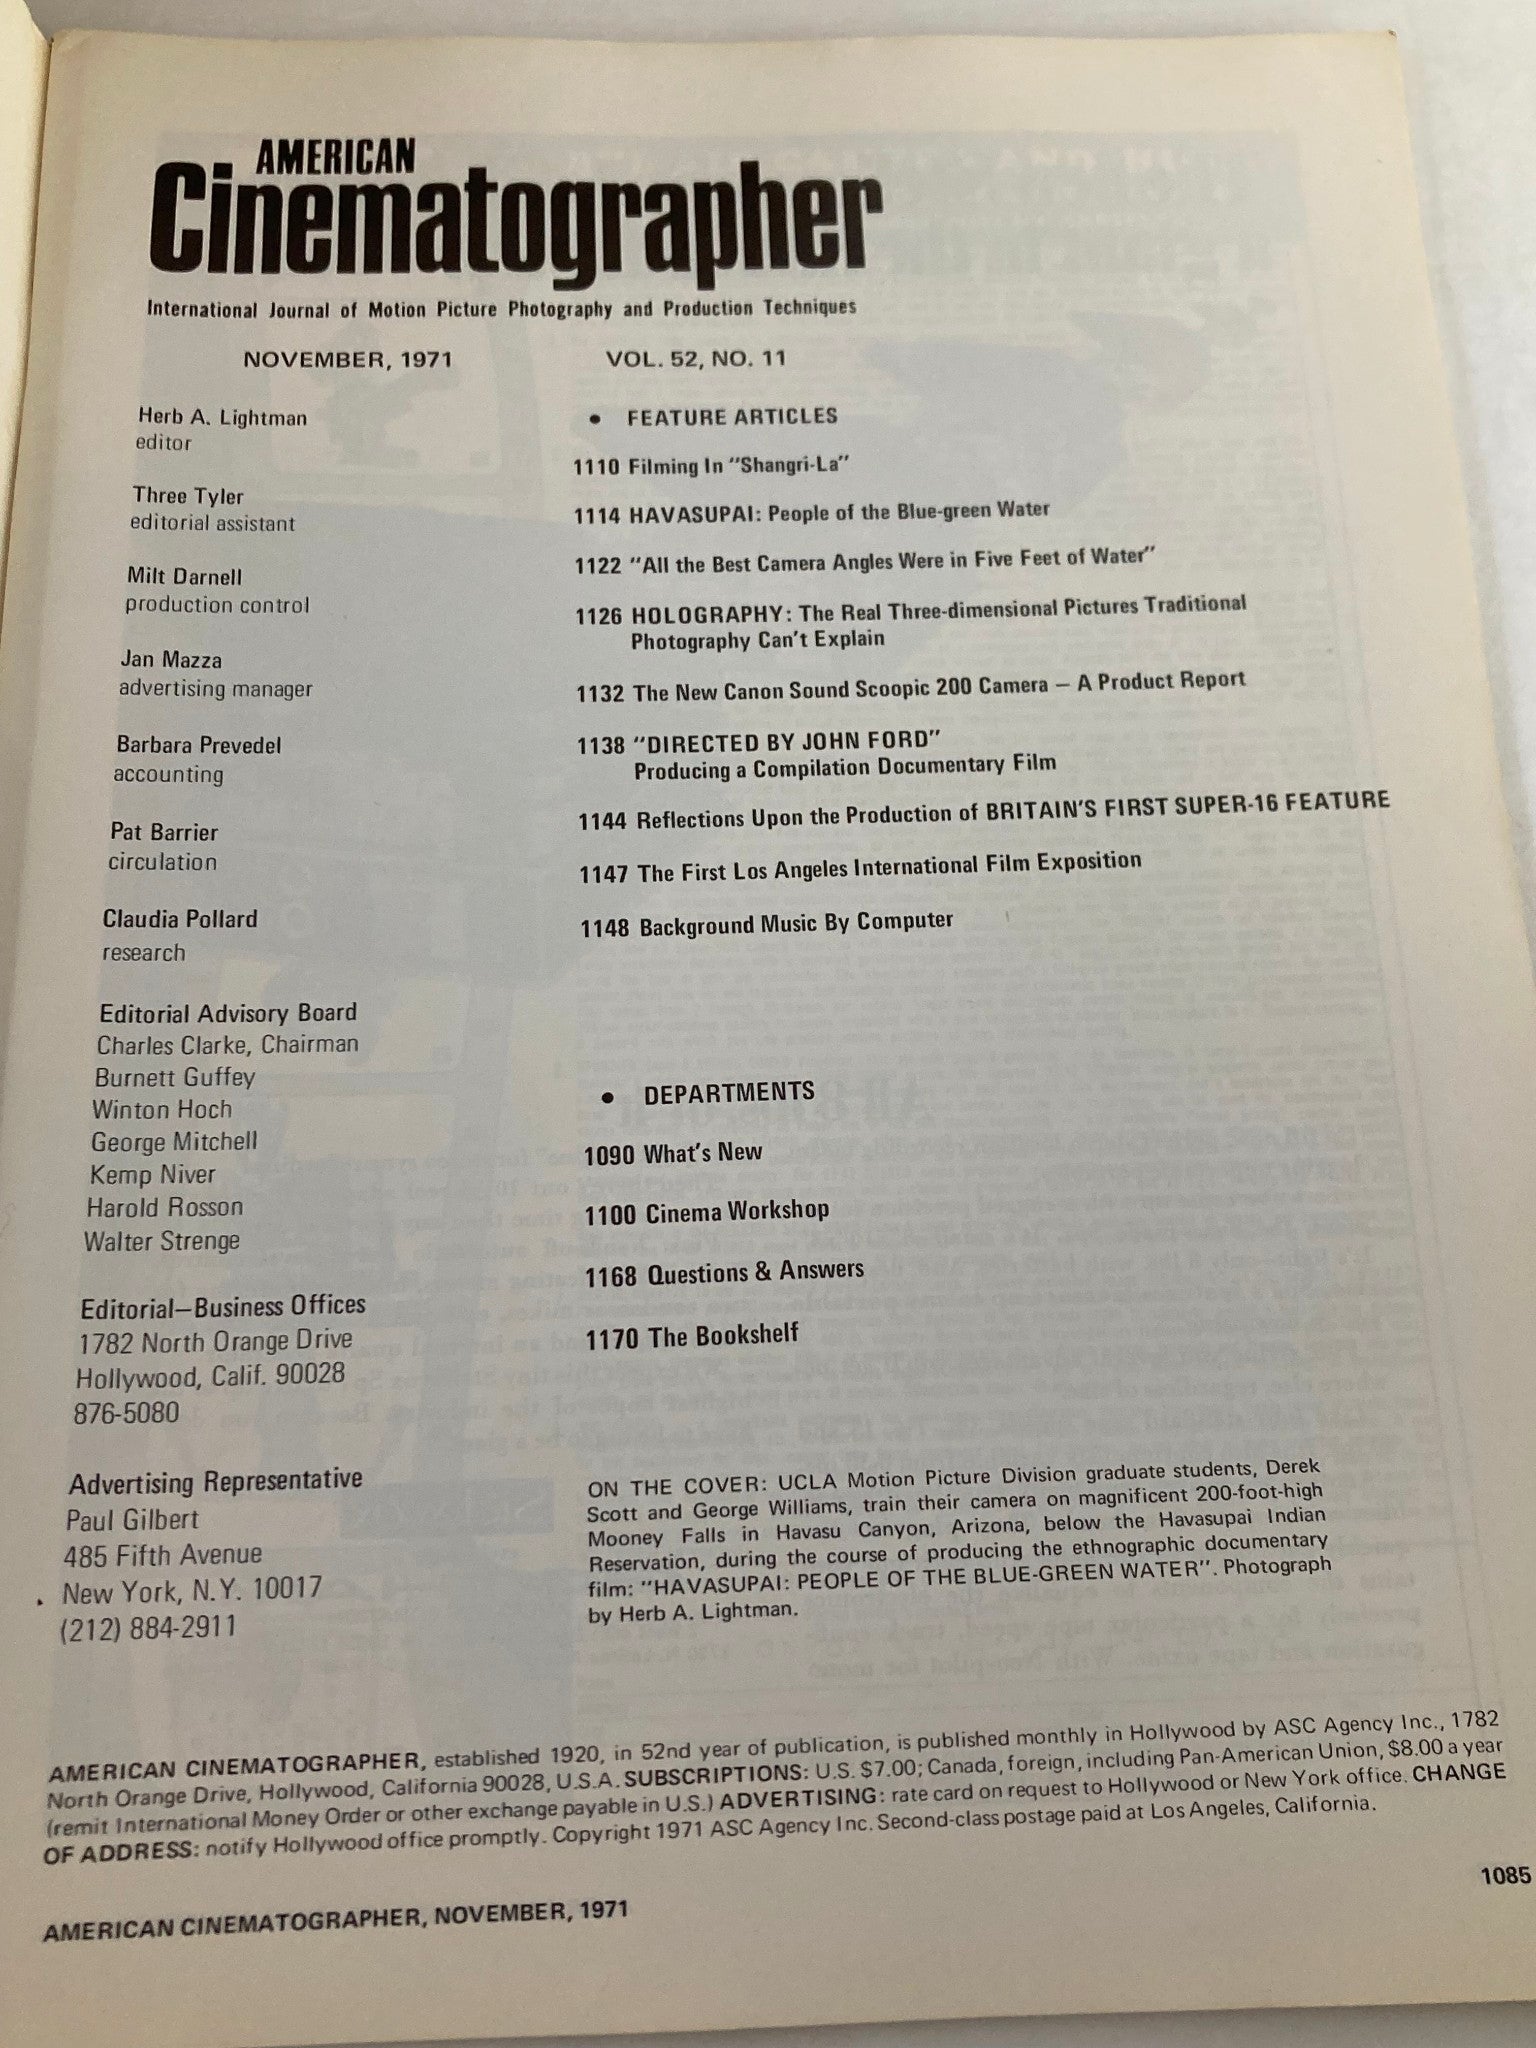 AMERICAN
Cinematographer
International Journal of Motion Picture Photography and Production Techniques
NOVEMBER, 1971
VOL. 52, NO. 11
Herb A. Lightman
editor
Three Tyler
editorial assistant
Milt Darnell
production control
Jan Mazza
advertising manager
Barbara Prevedel
accounting
Pat Barrier
circulation
Claudia Pollard
research
Editorial Advisory Board
Charles Clarke, Chairman
Burnett Guffey
Winton Hoch
George Mitchell
Kemp Niver
Harold Rosson
Walter Strenge
Editorial—Business Offices
1782 North Orange Drive
Hollywood, Calif. 90028
876-5080
Advertising Representative
Paul Gilbert
485 Fifth Avenue
New York, N.Y. 10017
(212) 884-2911
• FEATURE ARTICLES
1110 Filming In "Shangri-La"
1114 HAVASUPAI: People of the Blue-green Water
1122 "All the Best Camera Angles Were in Five Feet of Water"
1126 HOLOGRAPHY: The Real Three-dimensional Pictures Traditional
Photography Can't Explain
1132 The New Canon Sound Scoopic 200 Camera — A Product Report
1138 "DIRECTED BY JOHN FORD"
Producing a Compilation Documentary Film
1144 Reflections Upon the Production of BRITAIN'S FIRST SUPER-16 FEATURE
1147 The First Los Angeles International Film Exposition
1148 Background Music By Computer
• DEPARTMENTS
1090 What's New
1100 Cinema Workshop
1168 Questions & Answers
1170 The Bookshelf
ON THE COVER: UCLA Motion Picture Division graduate students, Derek
Scott and George Williams, train their camera on magnificent 200-foot-high
Mooney Falls in Havasu Canyon, Arizona, below the Havasupai Indian
Reservation, during the course of producing the ethnographic documentary
film: "HAVASUPAI: PEOPLE OF THE BLUE-GREEN WATER". Photograph
by Herb A. Lightman.
AMERICAN CINEMATOGRAPHER, established 1920, in 52nd year of publication, is published monthly in Hollywood by ASC Agency Inc., 1782
North Orange Drive, Hollywood, California 90028, U.S.A. SUBSCRIPTIONS: U.S. $7.00; Canada, foreign, including Pan-American Union, $8.00 a year
(remit International Money Order or other exchange payable in U.S.) ADVERTISING: rate card on request to Hollywood or New York office. CHANGE
OF ADDRESS: notify Hollywood office promptly. Copyright 1971 ASC Agency Inc. Second-class postage paid at Los Angeles, California.
AMERICAN CINEMATOGRAPHER, NOVEMBER, 1971
1085